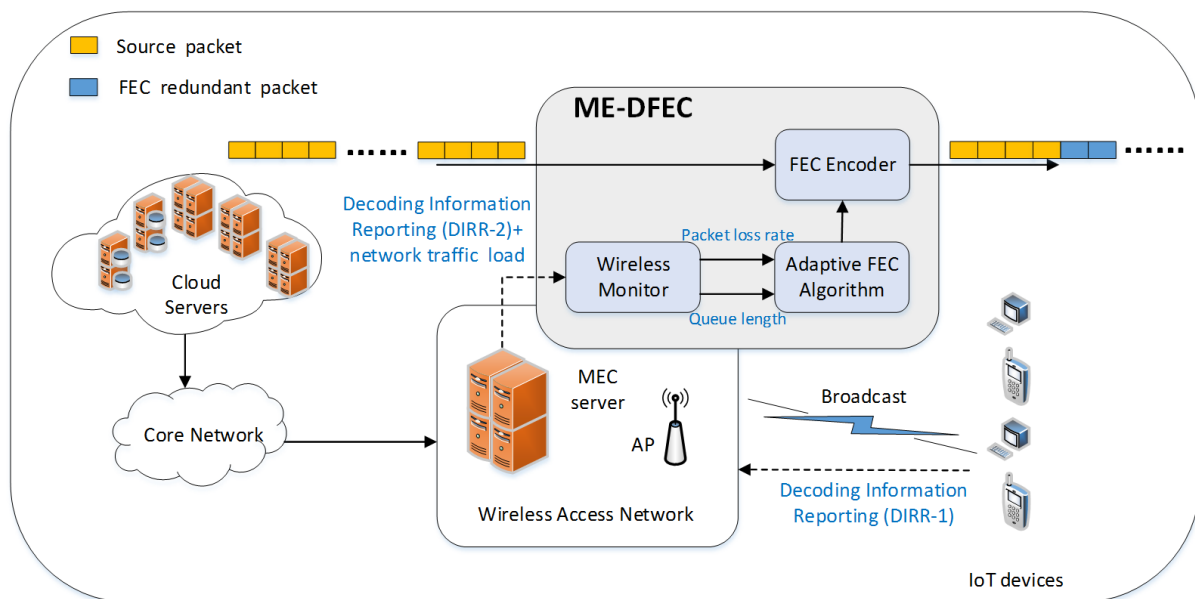 Source packet
FEC redundant packet
ME-DFEC
FEC Encoder
Decoding Information
Reporting (DIRR-2)+
network traffic load
Packet loss rate
Wireless
Monitor
Adaptive FEC
Algorithm
Queue length
Cloud
Servers
MEC
server
AP
Broadcast
Core Network
Decoding Information
Reporting (DIRR-1)
Wireless Access Network
IoT devices